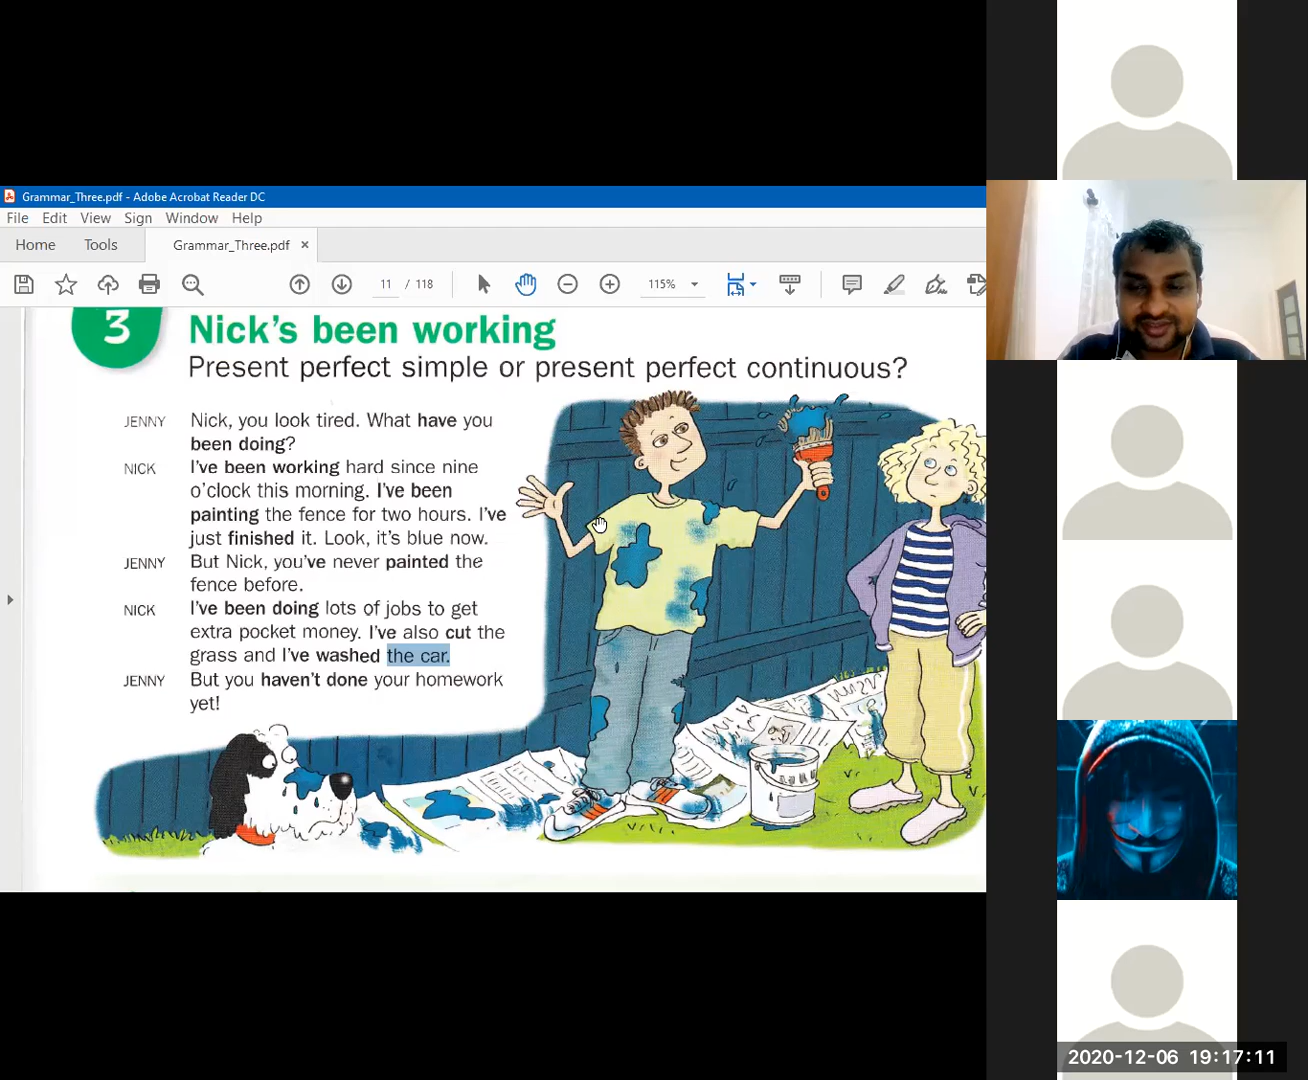 Grammar_Three.pdf - Adobe Acrobat Reader DC
File Edit View Sign Window Help
Home Tools Grammar_Three.pdf ×
11 / 118 115%
3 Nick's been working
Present perfect simple or present perfect continuous?
JENNY Nick, you look tired. What have you
been doing?
NICK I've been working hard since nine
o'clock this morning. I've been
painting the fence for two hours. I've
just finished it. Look, it's blue now.
JENNY But Nick, you've never painted the
fence before.
NICK I've been doing lots of jobs to get
extra pocket money. I've also cut the
grass and I've washed the car.
JENNY But you haven't done your homework
yet!
2020-12-06 19:17:11